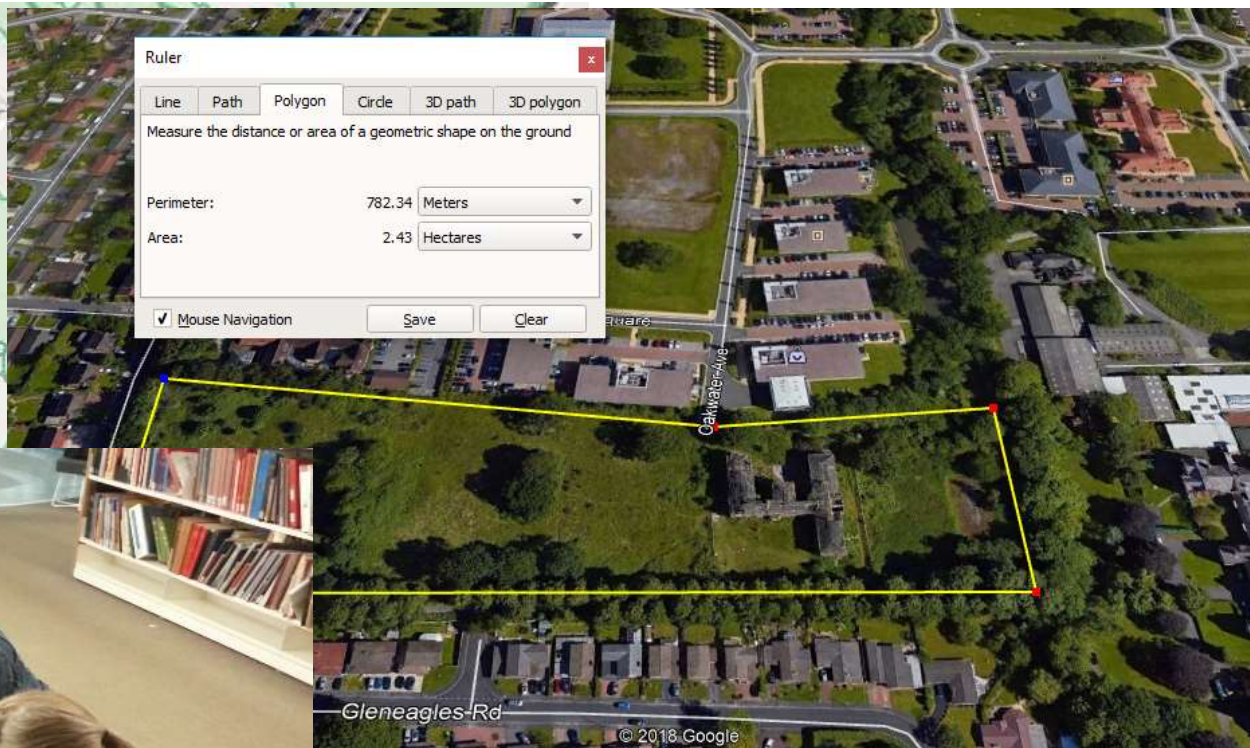 Ruler
x
Line Path Polygon Circle 3D path 3D polygon
Measure the distance or area of a geometric shape on the ground
Perimeter: 782.34 Meters
Area: 2.43 Hectares
Mouse Navigation Save Clear
Oakwater Ave
Gleneagles Rd
© 2018 Google